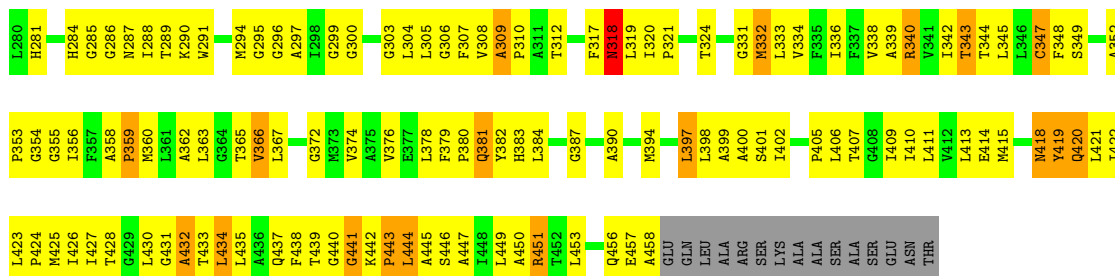 L280 H281 H284 G285 G286 N287 I288 T289 K290 W291 M294 G295 G296 A297 I298 G299 G300 G303 L304 L305 G306 F307 V308 A309 P310 A311 T312 F317 N318 L319 I320 P321 T324 G331 M332 L333 V334 F335 I336 F337 V338 A339 R340 V341 I342 T343 T344 L345 L346 C347 F348 S349 A352
P353 G354 G355 I356 F357 A358 P359 M360 L361 A362 L363 G364 T365 V366 L367 G372 M373 V374 A375 V376 E377 L378 F379 P380 Q381 Y382 H383 L384 G387 A390 M394 L397 L398 A399 A400 S401 I402 P405 L406 T407 G408 I409 I410 L411 V412 L413 E414 M415 N418 Y419 Q420 L421 I422
L423 P424 M425 I426 I427 T428 G429 L430 G431 A432 T433 L434 L435 A436 Q437 F438 T439 G440 G441 K442 P443 L444 A445 S446 A447 I448 L449 A450 R451 T452 L453 Q456 E457 A458 GLU GLN LEU ALA ARG SER LYS ALA ALA SER ALA SER GLU ASN THR